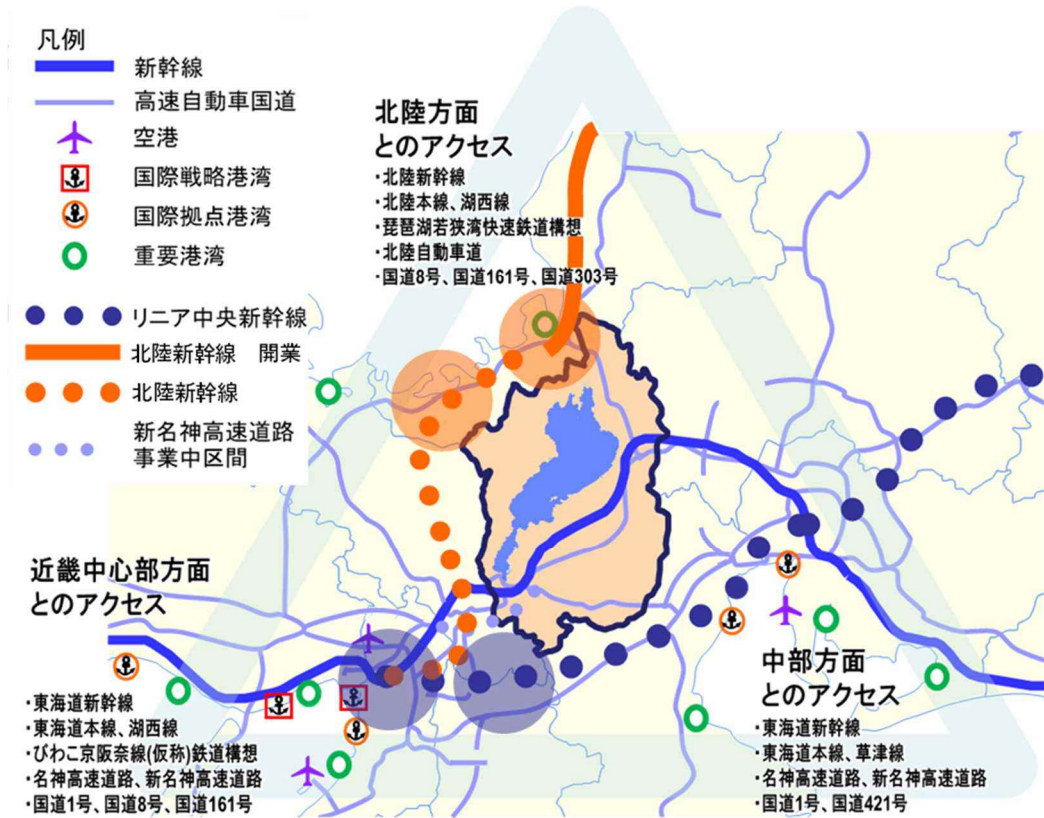 凡例
新幹線
高速自動車国道
空港
国際戦略港湾
国際拠点港湾
重要港湾
リニア中央新幹線
北陸新幹線　開業
北陸新幹線
新名神高速道路
事業中区間
北陸方面
とのアクセス
・北陸新幹線
・北陸本線、湖西線
・琵琶湖若狭湾快速鉄道構想
・北陸自動車道
・国道8号、国道161号、国道303号
近畿中心部方面
とのアクセス
・東海道新幹線
・東海道本線、湖西線
・びわこ京阪奈線(仮称)鉄道構想
・名神高速道路、新名神高速道路
・国道1号、国道8号、国道161号
中部方面
とのアクセス
・東海道新幹線
・東海道本線、草津線
・名神高速道路、新名神高速道路
・国道1号、国道421号